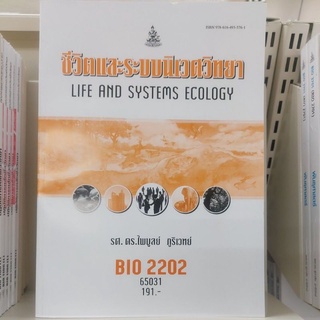 ชีวิตและระบบนิเวศวิทยา
LIFE AND SYSTEMS ECOLOGY
รศ. ดร.ไพบูลย์ ภูริเวทย์
BIO 2202
65031
191.-